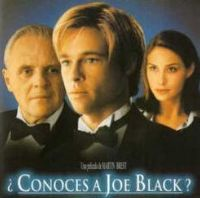 Una película de MARTIN BREST
¿ CONOCES A JOE BLACK ?